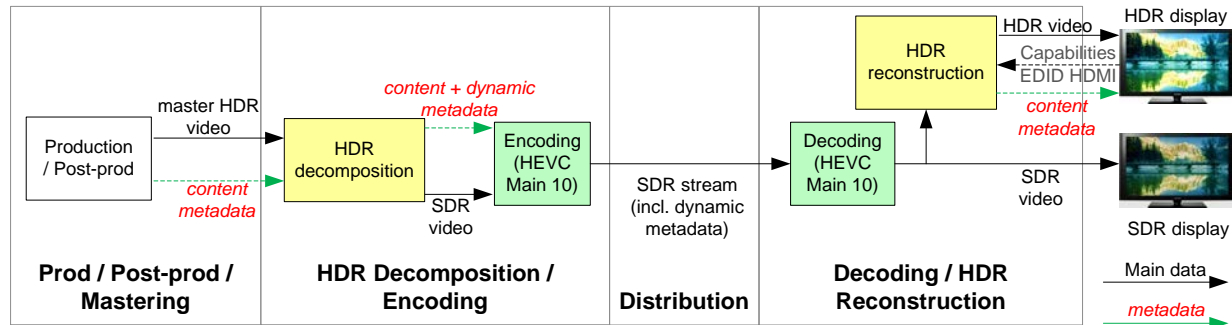 Production
/ Post-prod
master HDR
video
content
metadata
HDR
decomposition
content + dynamic
metadata
SDR
video
Encoding
(HEVC
Main 10)
SDR stream
(incl. dynamic
metadata)
Decoding
(HEVC
Main 10)
HDR
reconstruction
HDR video
Capabilities
EDID HDMI
content
metadata
SDR
video
HDR display
SDR display
Prod / Post-prod /
Mastering
HDR Decomposition /
Encoding
Distribution
Decoding / HDR
Reconstruction
Main data
metadata